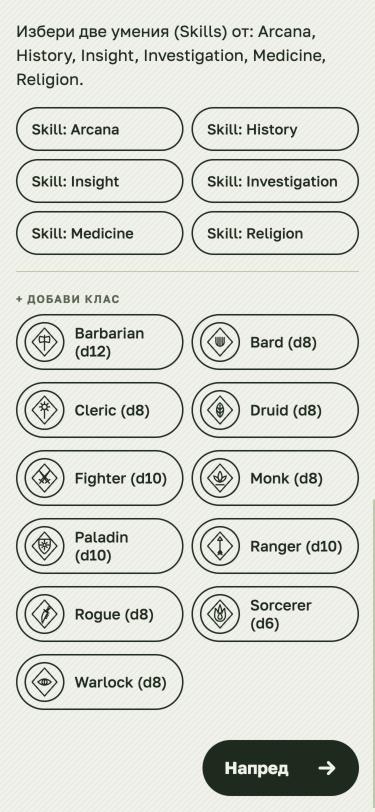 Избери две умения (Skills) от: Arcana,
History, Insight, Investigation, Medicine,
Religion.
Skill: Arcana
Skill: History
Skill: Insight
Skill: Investigation
Skill: Medicine
Skill: Religion
+ ДОБАВИ КЛАС
Barbarian
(d12)
Bard (d8)
Cleric (d8)
Druid (d8)
Fighter (d10)
Monk (d8)
Paladin
(d10)
Ranger (d10)
Rogue (d8)
Sorcerer
(d6)
Warlock (d8)
Напред →